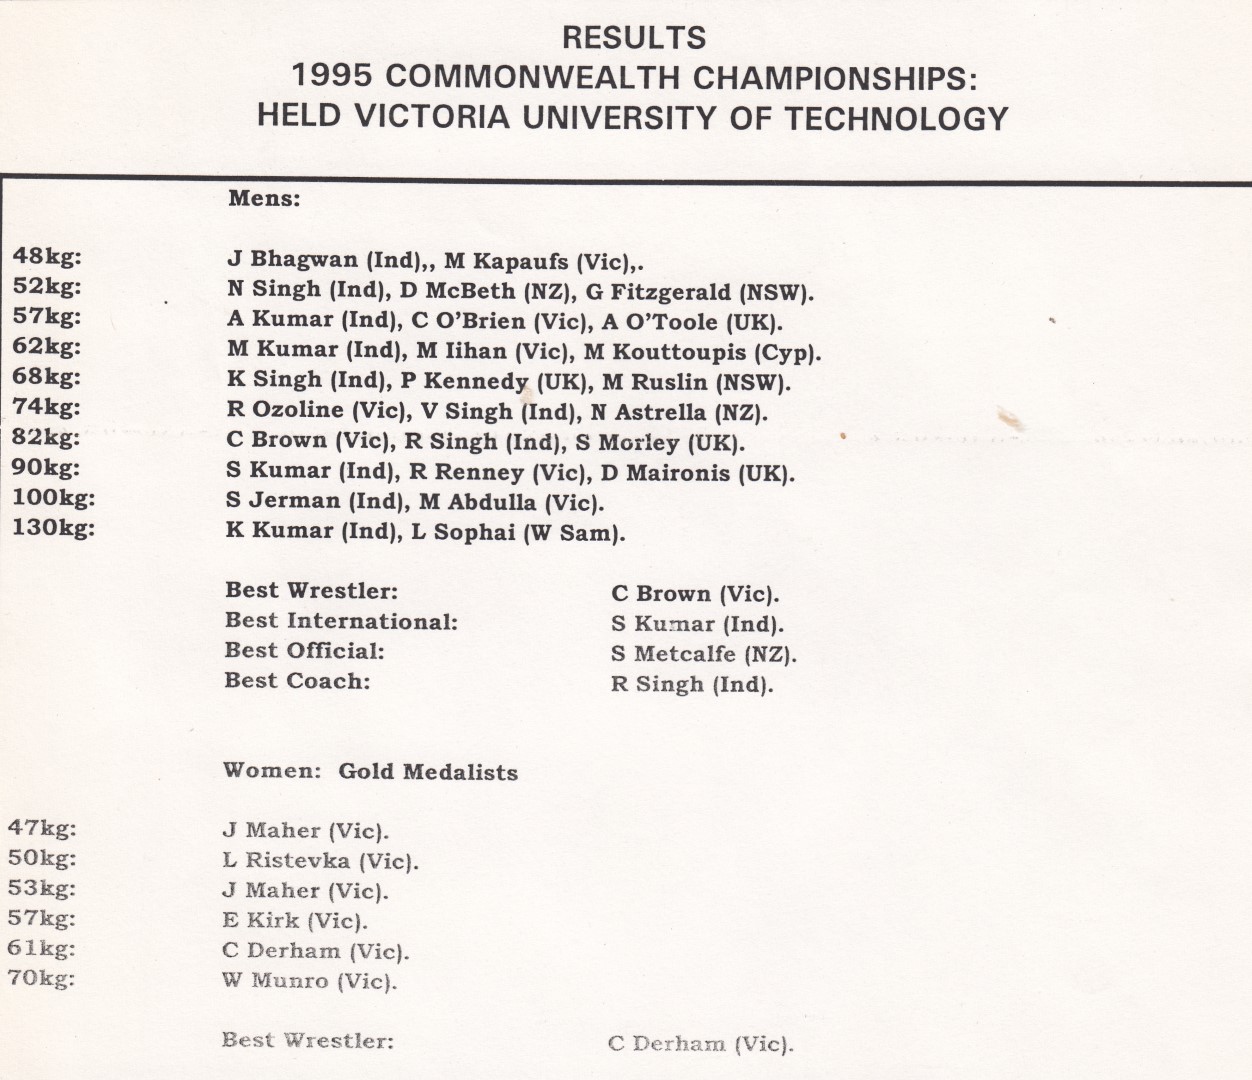 RESULTS
1995 COMMONWEALTH CHAMPIONSHIPS:
HELD VICTORIA UNIVERSITY OF TECHNOLOGY
Mens:
48kg: J Bhagwan (Ind),, M Kapaufs (Vic),.
52kg: N Singh (Ind), D McBeth (NZ), G Fitzgerald (NSW).
57kg: A Kumar (Ind), C O'Brien (Vic), A O'Toole (UK).
62kg: M Kumar (Ind), M Iihan (Vic), M Kouttoupis (Cyp).
68kg: K Singh (Ind), P Kennedy (UK), M Ruslin (NSW).
74kg: R Ozoline (Vic), V Singh (Ind), N Astrella (NZ).
82kg: C Brown (Vic), R Singh (Ind), S Morley (UK).
90kg: S Kumar (Ind), R Renney (Vic), D Maironis (UK).
100kg: S Jerman (Ind), M Abdulla (Vic).
130kg: K Kumar (Ind), L Sophai (W Sam).
Best Wrestler: C Brown (Vic).
Best International: S Kumar (Ind).
Best Official: S Metcalfe (NZ).
Best Coach: R Singh (Ind).
Women: Gold Medalists
47kg: J Maher (Vic).
50kg: L Ristevka (Vic).
53kg: J Maher (Vic).
57kg: E Kirk (Vic).
61kg: C Derham (Vic).
70kg: W Munro (Vic).
Best Wrestler: C Derham (Vic).